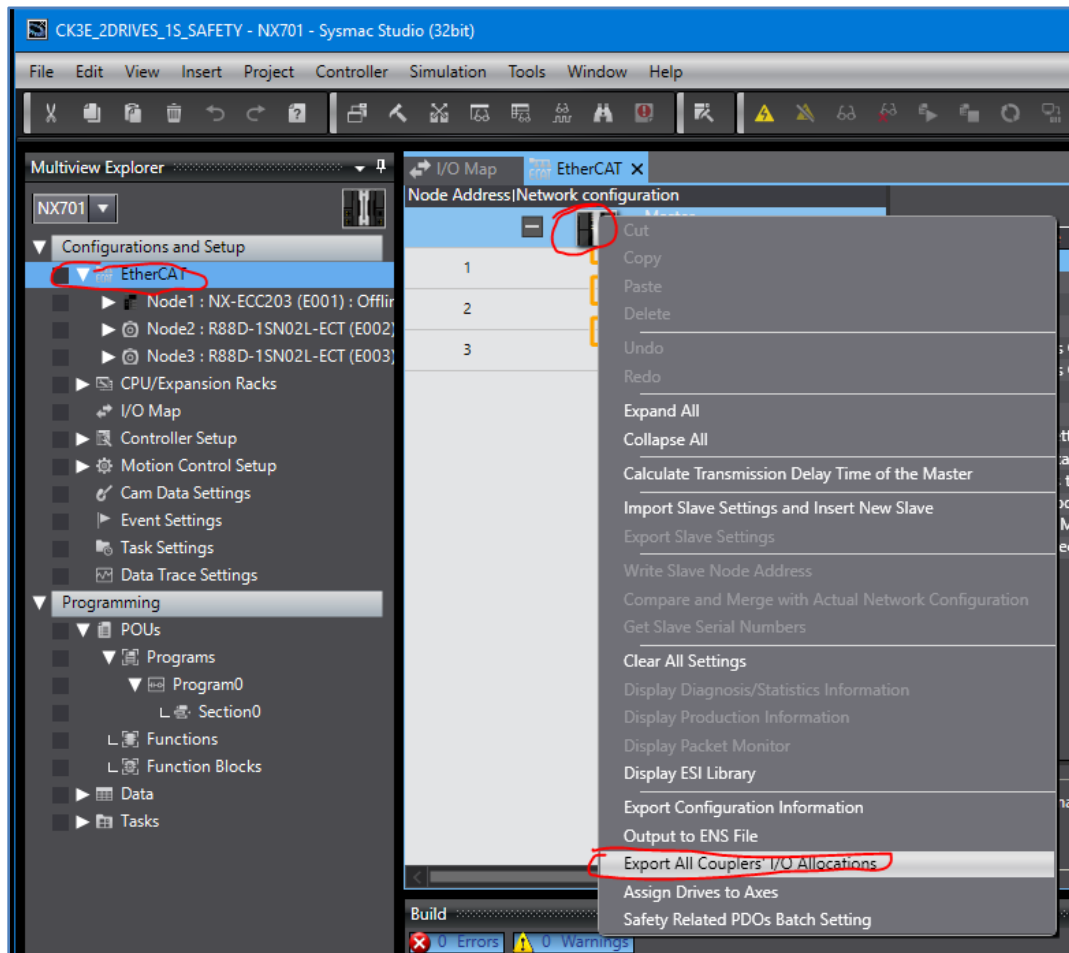 CK3E_2DRIVES_1S_SAFETY - NX701 - Sysmac Studio (32bit)
File Edit View Insert Project Controller Simulation Tools Window Help
Multiview Explorer
I/O Map EtherCAT
NX701
Node Address|Network configuration
Master
Configurations and Setup
EtherCAT
Node1 : NX-ECC203 (E001) : Offlin
Node2 : R88D-1SN02L-ECT (E002)
Node3 : R88D-1SN02L-ECT (E003)
CPU/Expansion Racks
I/O Map
Controller Setup
Motion Control Setup
Cam Data Settings
Event Settings
Task Settings
Data Trace Settings
Programming
POUs
Programs
Program0
Section0
Functions
Function Blocks
Data
Tasks
1
2
3
Cut
Copy
Paste
Delete
Undo
Redo
Expand All
Collapse All
Calculate Transmission Delay Time of the Master
Import Slave Settings and Insert New Slave
Export Slave Settings
Write Slave Node Address
Compare and Merge with Actual Network Configuration
Get Slave Serial Numbers
Clear All Settings
Display Diagnosis/Statistics Information
Display Production Information
Display Packet Monitor
Display ESI Library
Export Configuration Information
Output to ENS File
Export All Couplers' I/O Allocations
Assign Drives to Axes
Safety Related PDOs Batch Setting
Build
0 Errors 0 Warnings